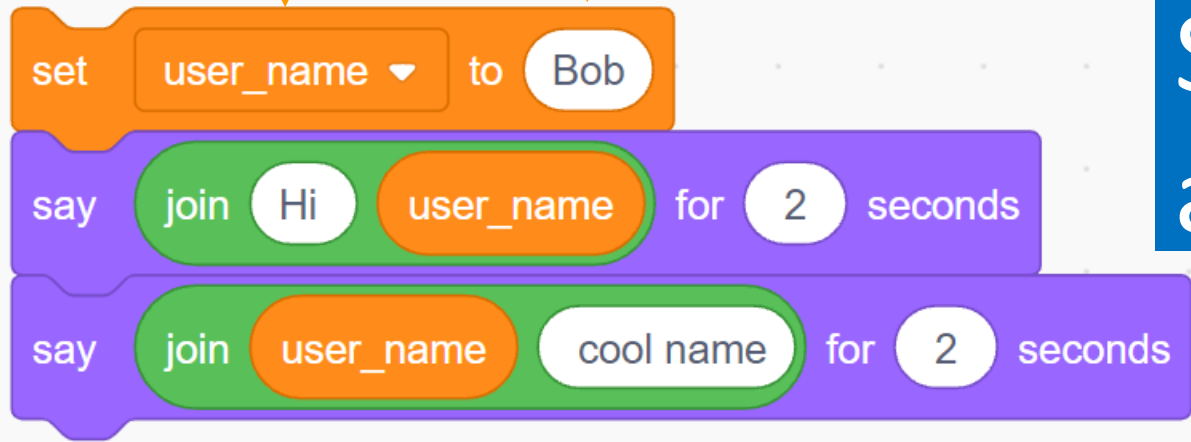 set user_name to Bob
say join Hi user_name for 2 seconds
say join user_name cool name for 2 seconds